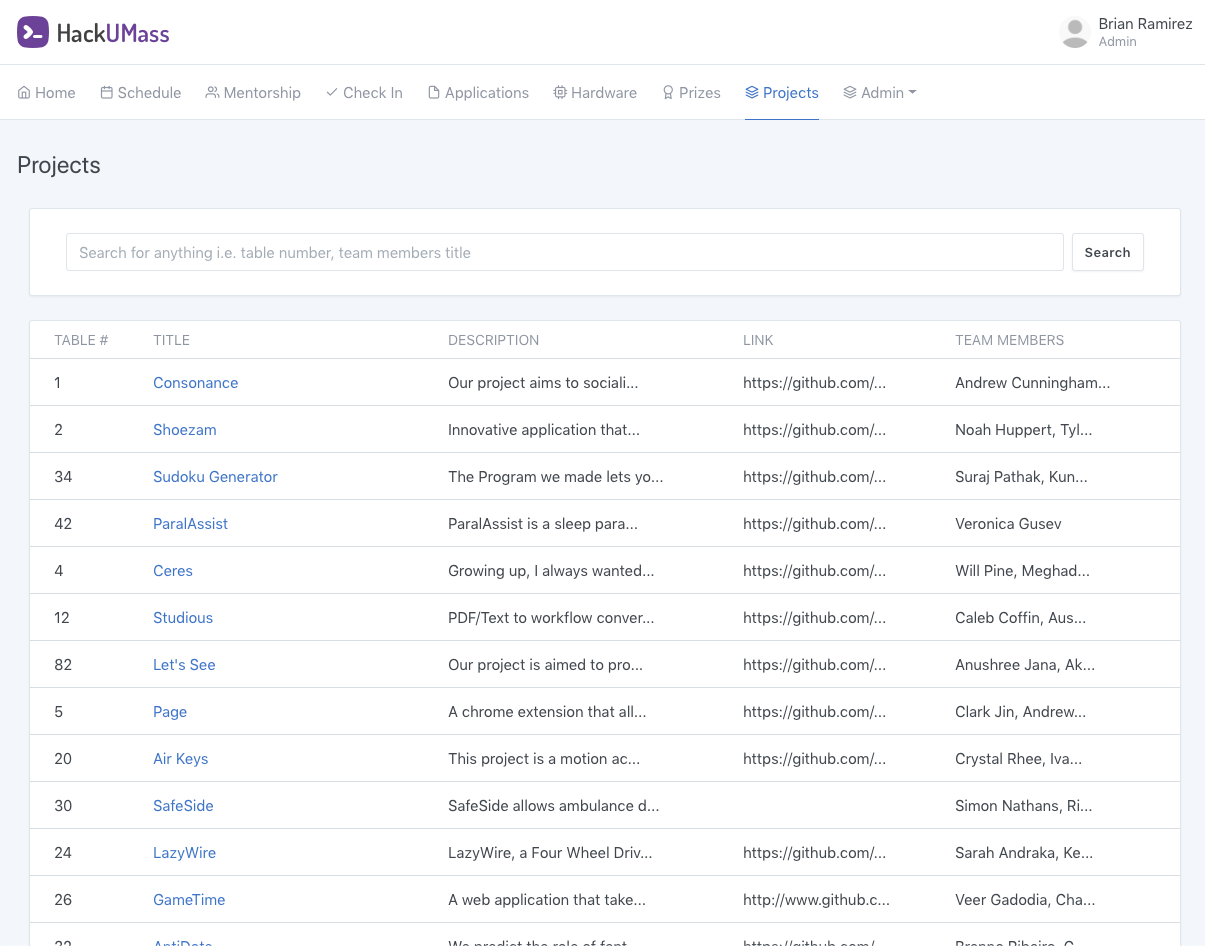 HackUMass
Brian Ramirez
Admin
Home Schedule Mentorship Check In Applications Hardware Prizes Projects Admin
Projects
Search for anything i.e. table number, team members title Search
TABLE # TITLE DESCRIPTION LINK TEAM MEMBERS
1 Consonance Our project aims to sociali... https://github.com/... Andrew Cunningham...
2 Shoezam Innovative application that... https://github.com/... Noah Huppert, Tyl...
34 Sudoku Generator The Program we made lets yo... https://github.com/... Suraj Pathak, Kun...
42 ParalAssist ParalAssist is a sleep para... https://github.com/... Veronica Gusev
4 Ceres Growing up, I always wanted... https://github.com/... Will Pine, Meghad...
12 Studious PDF/Text to workflow conver... https://github.com/... Caleb Coffin, Aus...
82 Let's See Our project is aimed to pro... https://github.com/... Anushree Jana, Ak...
5 Page A chrome extension that all... https://github.com/... Clark Jin, Andrew...
20 Air Keys This project is a motion ac... https://github.com/... Crystal Rhee, Iva...
30 SafeSide SafeSide allows ambulance d... Simon Nathans, Ri...
24 LazyWire LazyWire, a Four Wheel Driv... https://github.com/... Sarah Andraka, Ke...
26 GameTime A web application that take... http://www.github.c... Veer Gadodia, Cha...